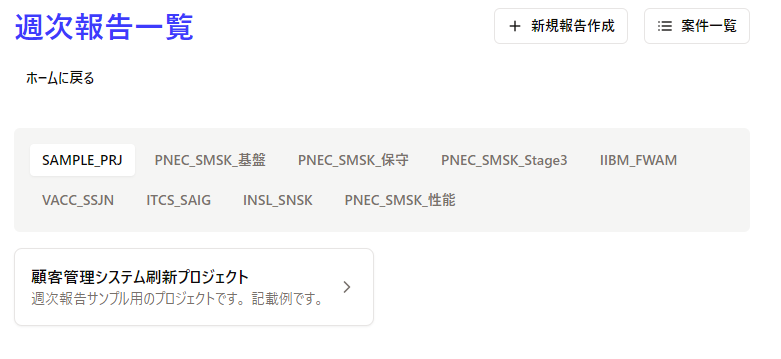 週次報告一覧
新規報告作成
案件一覧
ホームに戻る
SAMPLE_PRJ PNEC_SMSK_基盤 PNEC_SMSK_保守 PNEC_SMSK_Stage3 IIBM_FWAM
VACC_SSJN ITCS_SAIG INSL_SNSK PNEC_SMSK_性能
顧客管理システム刷新プロジェクト
週次報告サンプル用のプロジェクトです。記載例です。